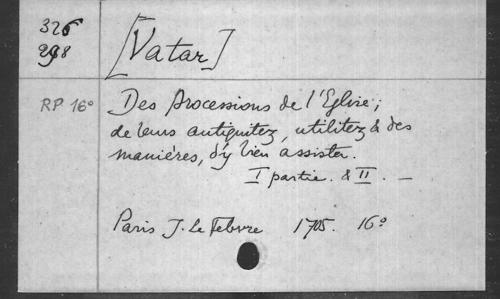 326
298
[Vatar]
RP 16°
Des Processions de l'Eglise;
de leurs antiquitez, utilitez & des
manières, d'y bien assister.
I partie. & II. —
Paris J. Le Febvre 1705. 16°